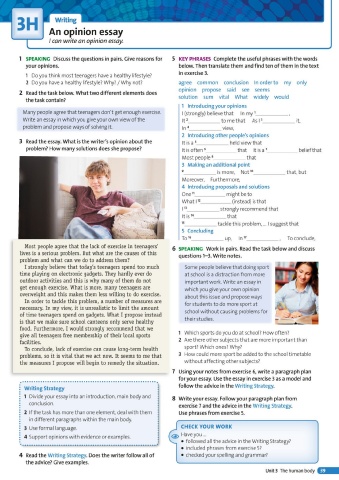 3H
Writing
An opinion essay
I can write an opinion essay.
1 SPEAKING Discuss the questions in pairs. Give reasons for
your opinions.
1 Do you think most teenagers have a healthy lifestyle?
2 Do you have a healthy lifestyle? Why? / Why not?
2 Read the task below. What two different elements does
the task contain?
Many people agree that teenagers don't get enough exercise.
Write an essay in which you give your own view of the
problem and propose ways of solving it.
3 Read the essay. What is the writer's opinion about the
problem? How many solutions does she propose?
Most people agree that the lack of exercise in teenagers'
lives is a serious problem. But what are the causes of this
problem and what can we do to address them?
I strongly believe that today's teenagers spend too much
time playing on electronic gadgets. They hardly ever do
outdoor activities and this is why many of them do not
get enough exercise. What is more, many teenagers are
overweight and this makes them less willing to do exercise.
In order to tackle this problem, a number of measures are
necessary. In my view, it is unrealistic to limit the amount
of time teenagers spend on gadgets. What I propose instead
is that we make sure school canteens only serve healthy
food. Furthermore, I would strongly recommend that we
give all teenagers free membership of their local sports
facilities.
To conclude, lack of exercise can cause long-term health
problems, so it is vital that we act now. It seems to me that
the measures I propose will begin to remedy the situation.
Writing Strategy
1 Divide your essay into an introduction, main body and
conclusion.
2 If the task has more than one element, deal with them
in different paragraphs within the main body.
3 Use formal language.
4 Support opinions with evidence or examples.
4 Read the Writing Strategy. Does the writer follow all of
the advice? Give examples.
5 KEY PHRASES Complete the useful phrases with the words
below. Then translate them and find ten of them in the text
in exercise 3.
agree common conclusion in order to my only
opinion propose said see seems
solution sum vital What widely would
1 Introducing your opinions
I (strongly) believe that In my 1 ,
It 2 to me that As I 3 it,
In 4 view,
2 Introducing other people's opinions
It is a 5 held view that
It is often 6 that It is a 7 belief that
Most people 8 that
3 Making an additional point
9 is more, Not 10 that, but
Moreover, Furthermore,
4 Introducing proposals and solutions
One 11 might be to
What I 12 (instead) is that
I 13 strongly recommend that
It is 14 that
15 tackle this problem, … I suggest that
5 Concluding
To 16 up, In 17 , To conclude,
6 SPEAKING Work in pairs. Read the task below and discuss
questions 1–3. Write notes.
Some people believe that doing sport
at school is a distraction from more
important work. Write an essay in
which you give your own opinion
about this issue and propose ways
for students to do more sport at
school without causing problems for
their studies.
1 Which sports do you do at school? How often?
2 Are there other subjects that are more important than
sport? Which ones? Why?
3 How could more sport be added to the school timetable
without affecting other subjects?
7 Using your notes from exercise 6, write a paragraph plan
for your essay. Use the essay in exercise 3 as a model and
follow the advice in the Writing Strategy.
8 Write your essay. Follow your paragraph plan from
exercise 7 and the advice in the Writing Strategy.
Use phrases from exercise 5.
CHECK YOUR WORK
Have you …
• followed all the advice in the Writing Strategy?
• included phrases from exercise 5?
• checked your spelling and grammar?
Unit 3 The human body 39